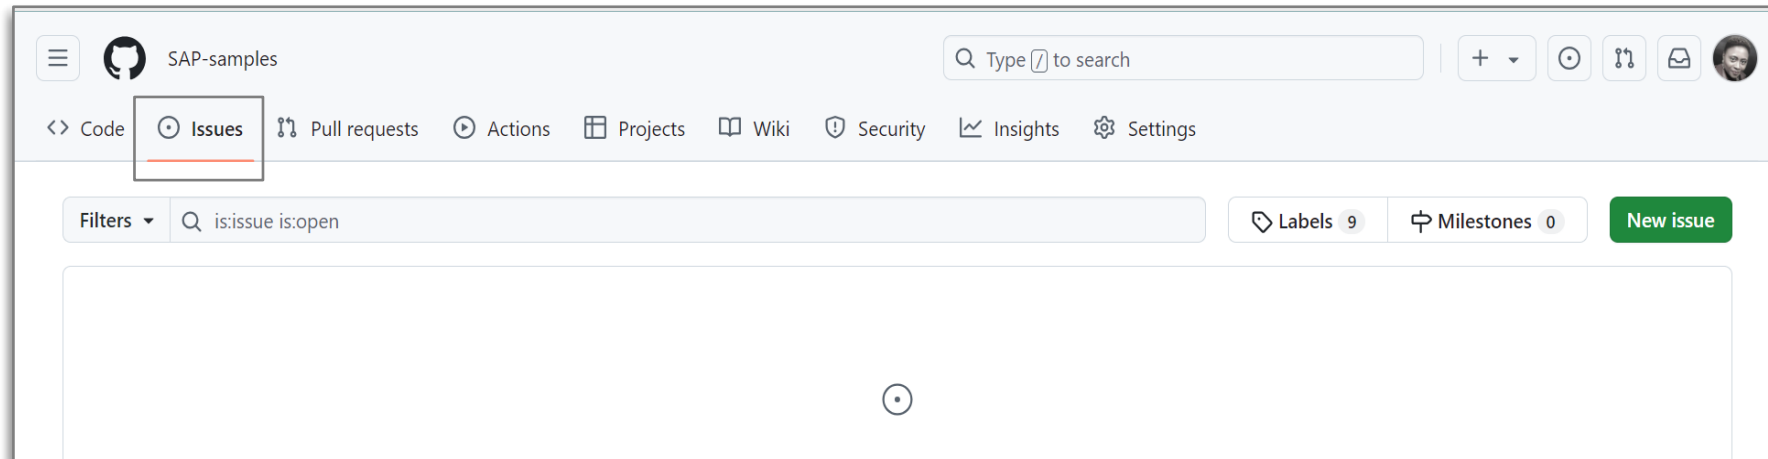 SAP-samples Type / to search
Code Issues Pull requests Actions Projects Wiki Security Insights Settings
Filters is:issue is:open Labels 9 Milestones 0 New issue